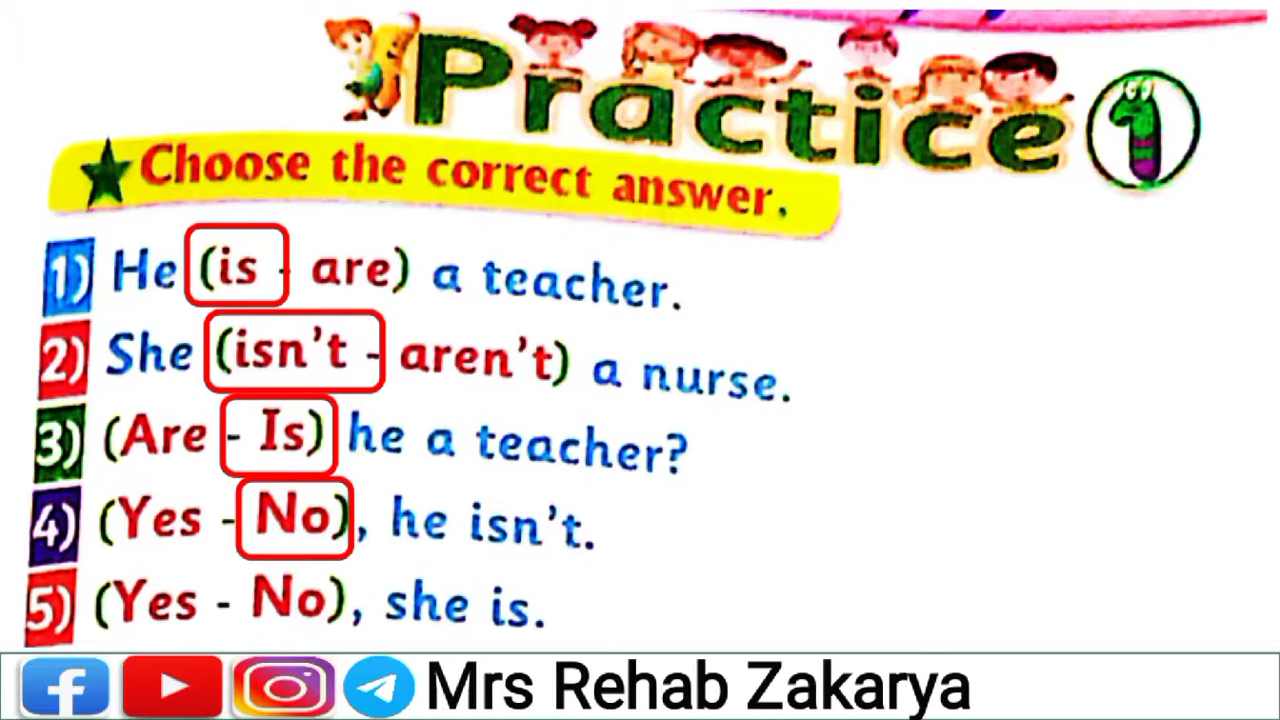 Practice 1
Choose the correct answer.
1) He (is - are) a teacher.
2) She (isn't - aren't) a nurse.
3) (Are - Is) he a teacher?
4) (Yes - No), he isn't.
5) (Yes - No), she is.
Mrs Rehab Zakarya